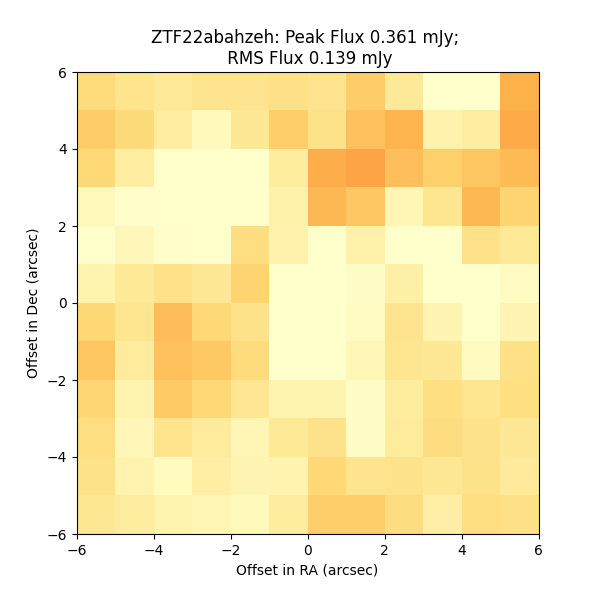 ZTF22abahzeh: Peak Flux 0.361 mJy;
RMS Flux 0.139 mJy
6
4
2
0
−2
−4
−6
Offset in Dec (arcsec)
−6 −4 −2 0 2 4 6
Offset in RA (arcsec)